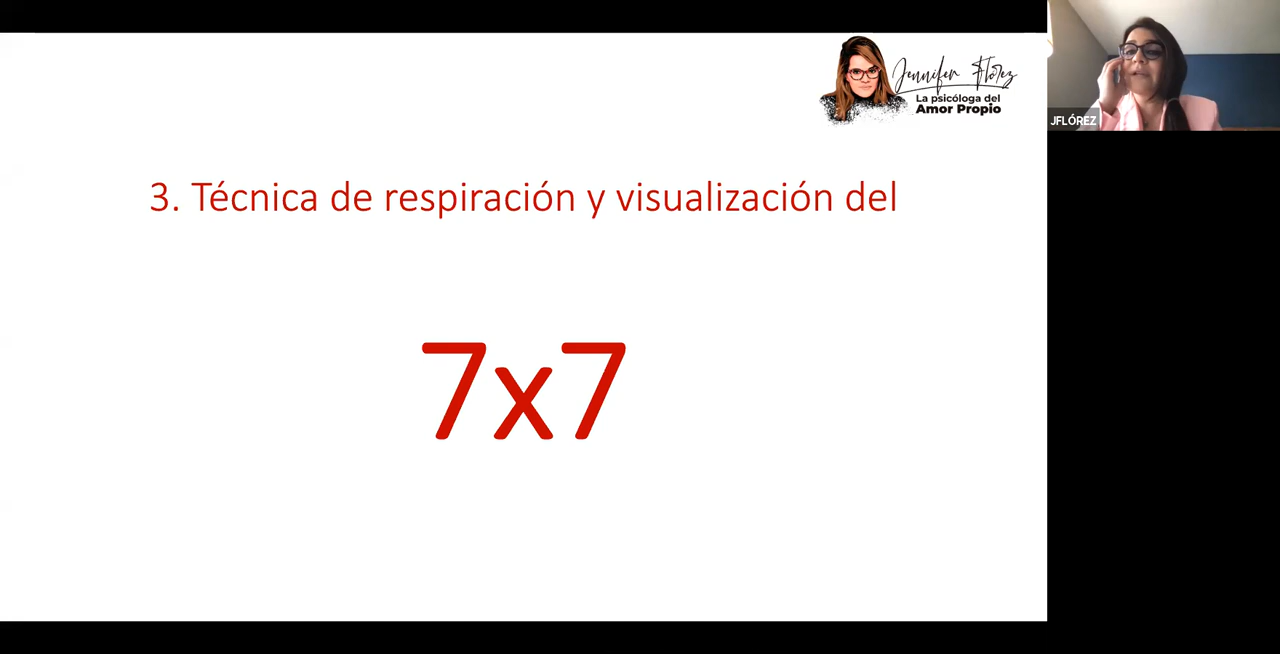 Jennifer Flórez
La psicóloga del
Amor Propio
JFLÓREZ
3. Técnica de respiración y visualización del
7x7